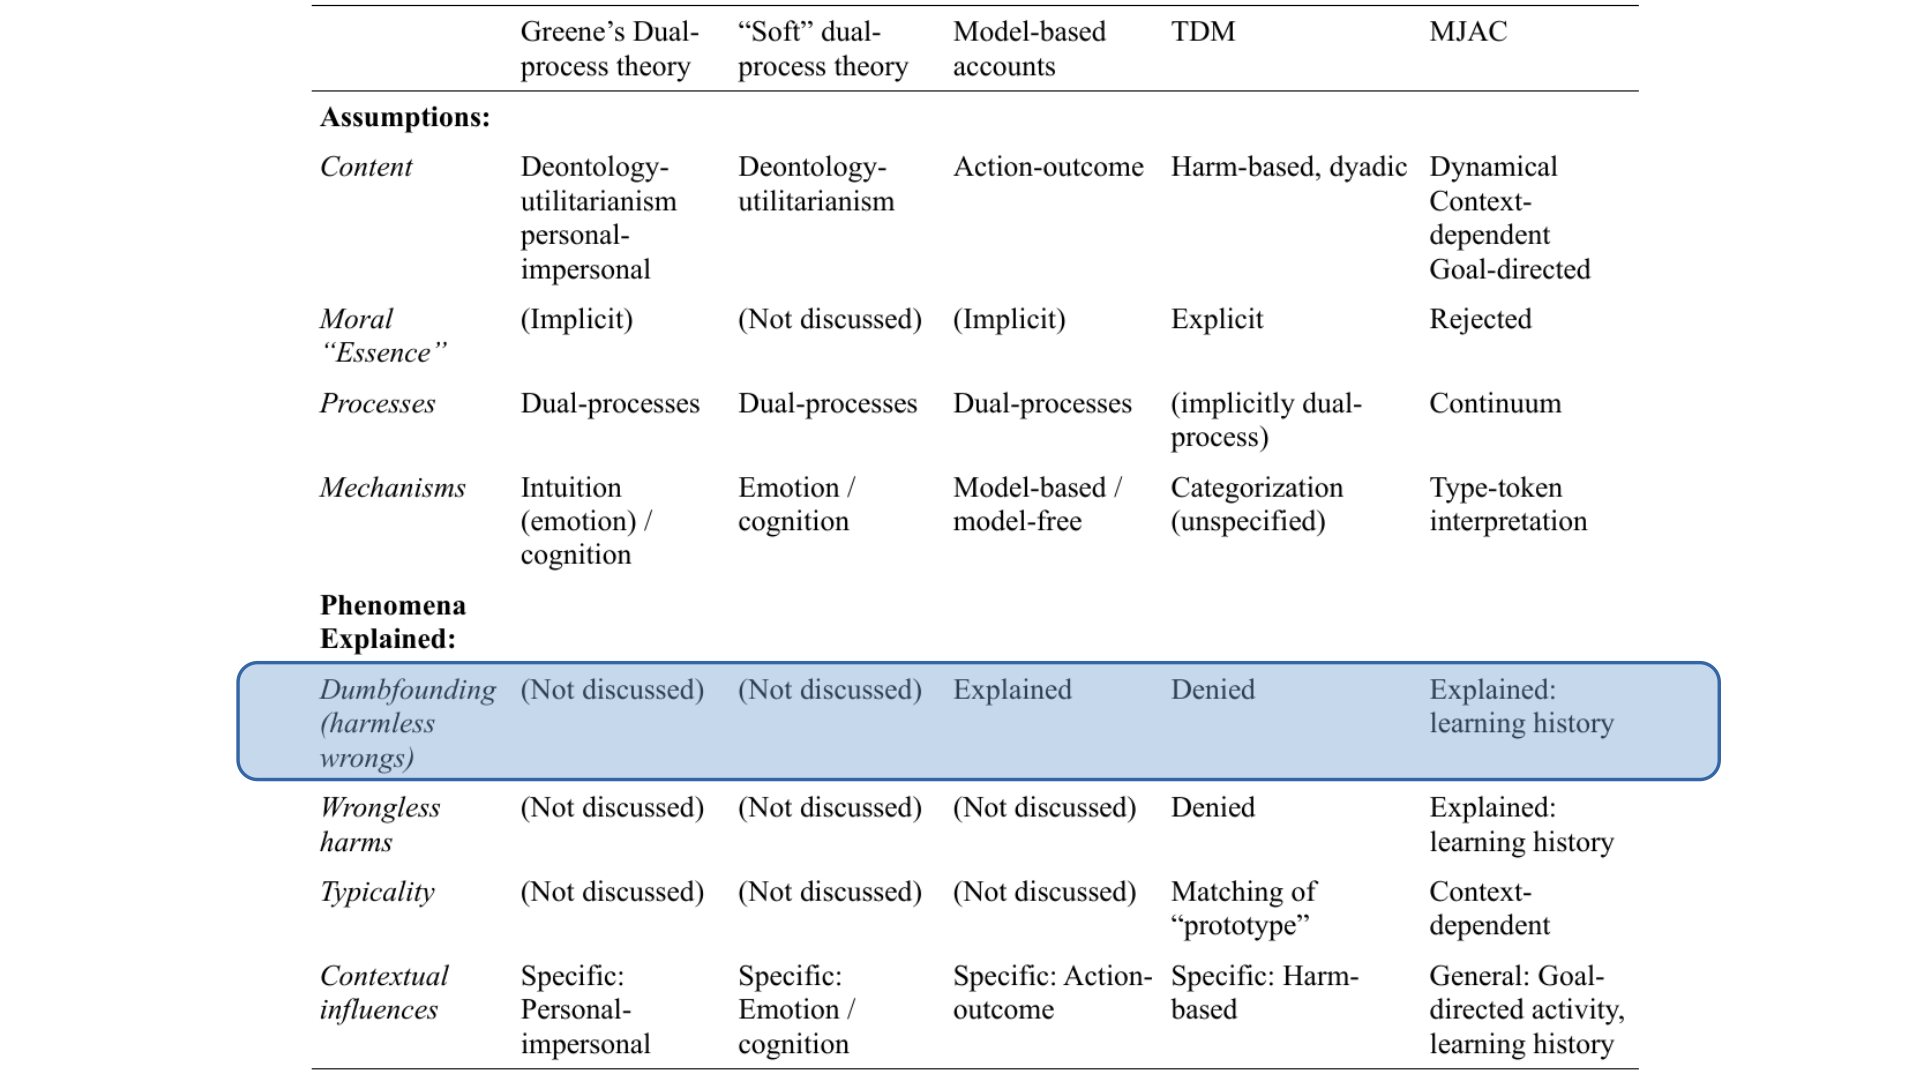 Greene’s Dual- “Soft” dual- Model-based TDM MJAC
process theory process theory accounts
Assumptions:
Content Deontology- Deontology- Action-outcome Harm-based, dyadic Dynamical
utilitarianism utilitarianism Context-
personal- dependent
impersonal Goal-directed
Moral (Implicit) (Not discussed) (Implicit) Explicit Rejected
“Essence”
Processes Dual-processes Dual-processes Dual-processes (implicitly dual- Continuum
process)
Mechanisms Intuition Emotion / Model-based / Categorization Type-token
(emotion) / cognition model-free (unspecified) interpretation
cognition
Phenomena
Explained:
Dumbfounding (Not discussed) (Not discussed) Explained Denied Explained:
(harmless learning history
wrongs)
Wrongless (Not discussed) (Not discussed) (Not discussed) Denied Explained:
harms learning history
Typicality (Not discussed) (Not discussed) (Not discussed) Matching of Context-
“prototype” dependent
Contextual Specific: Specific: Specific: Action- Specific: Harm- General: Goal-
influences Personal- Emotion / outcome based directed activity,
impersonal cognition learning history